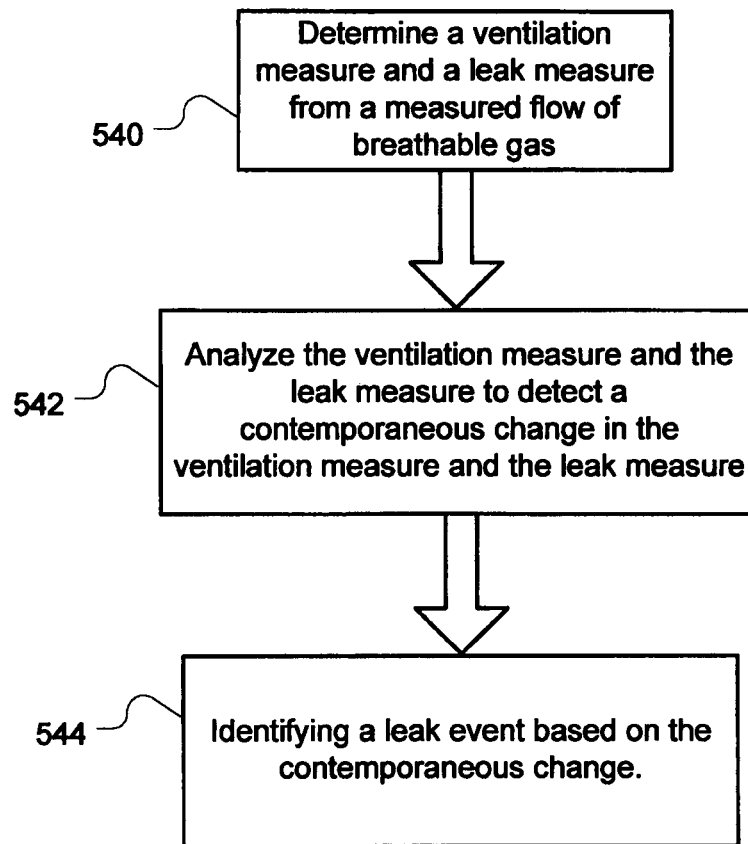 Determine a ventilation
measure and a leak measure
from a measured flow of
breathable gas
540
Analyze the ventilation measure and the
leak measure to detect a
contemporaneous change in the
ventilation measure and the leak measure
542
Identifying a leak event based on the
contemporaneous change.
544